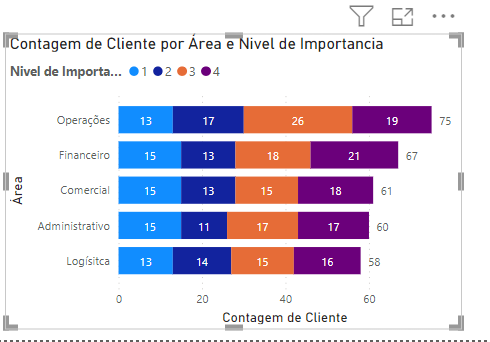 Contagem de Cliente por Área e Nivel de Importancia
Nivel de Importa... 1 2 3 4
Operações 13 17 26 19 75
Financeiro 15 13 18 21 67
Comercial 15 13 15 18 61
Administrativo 15 11 17 17 60
Logísitca 13 14 15 16 58
Área
0 20 40 60
Contagem de Cliente